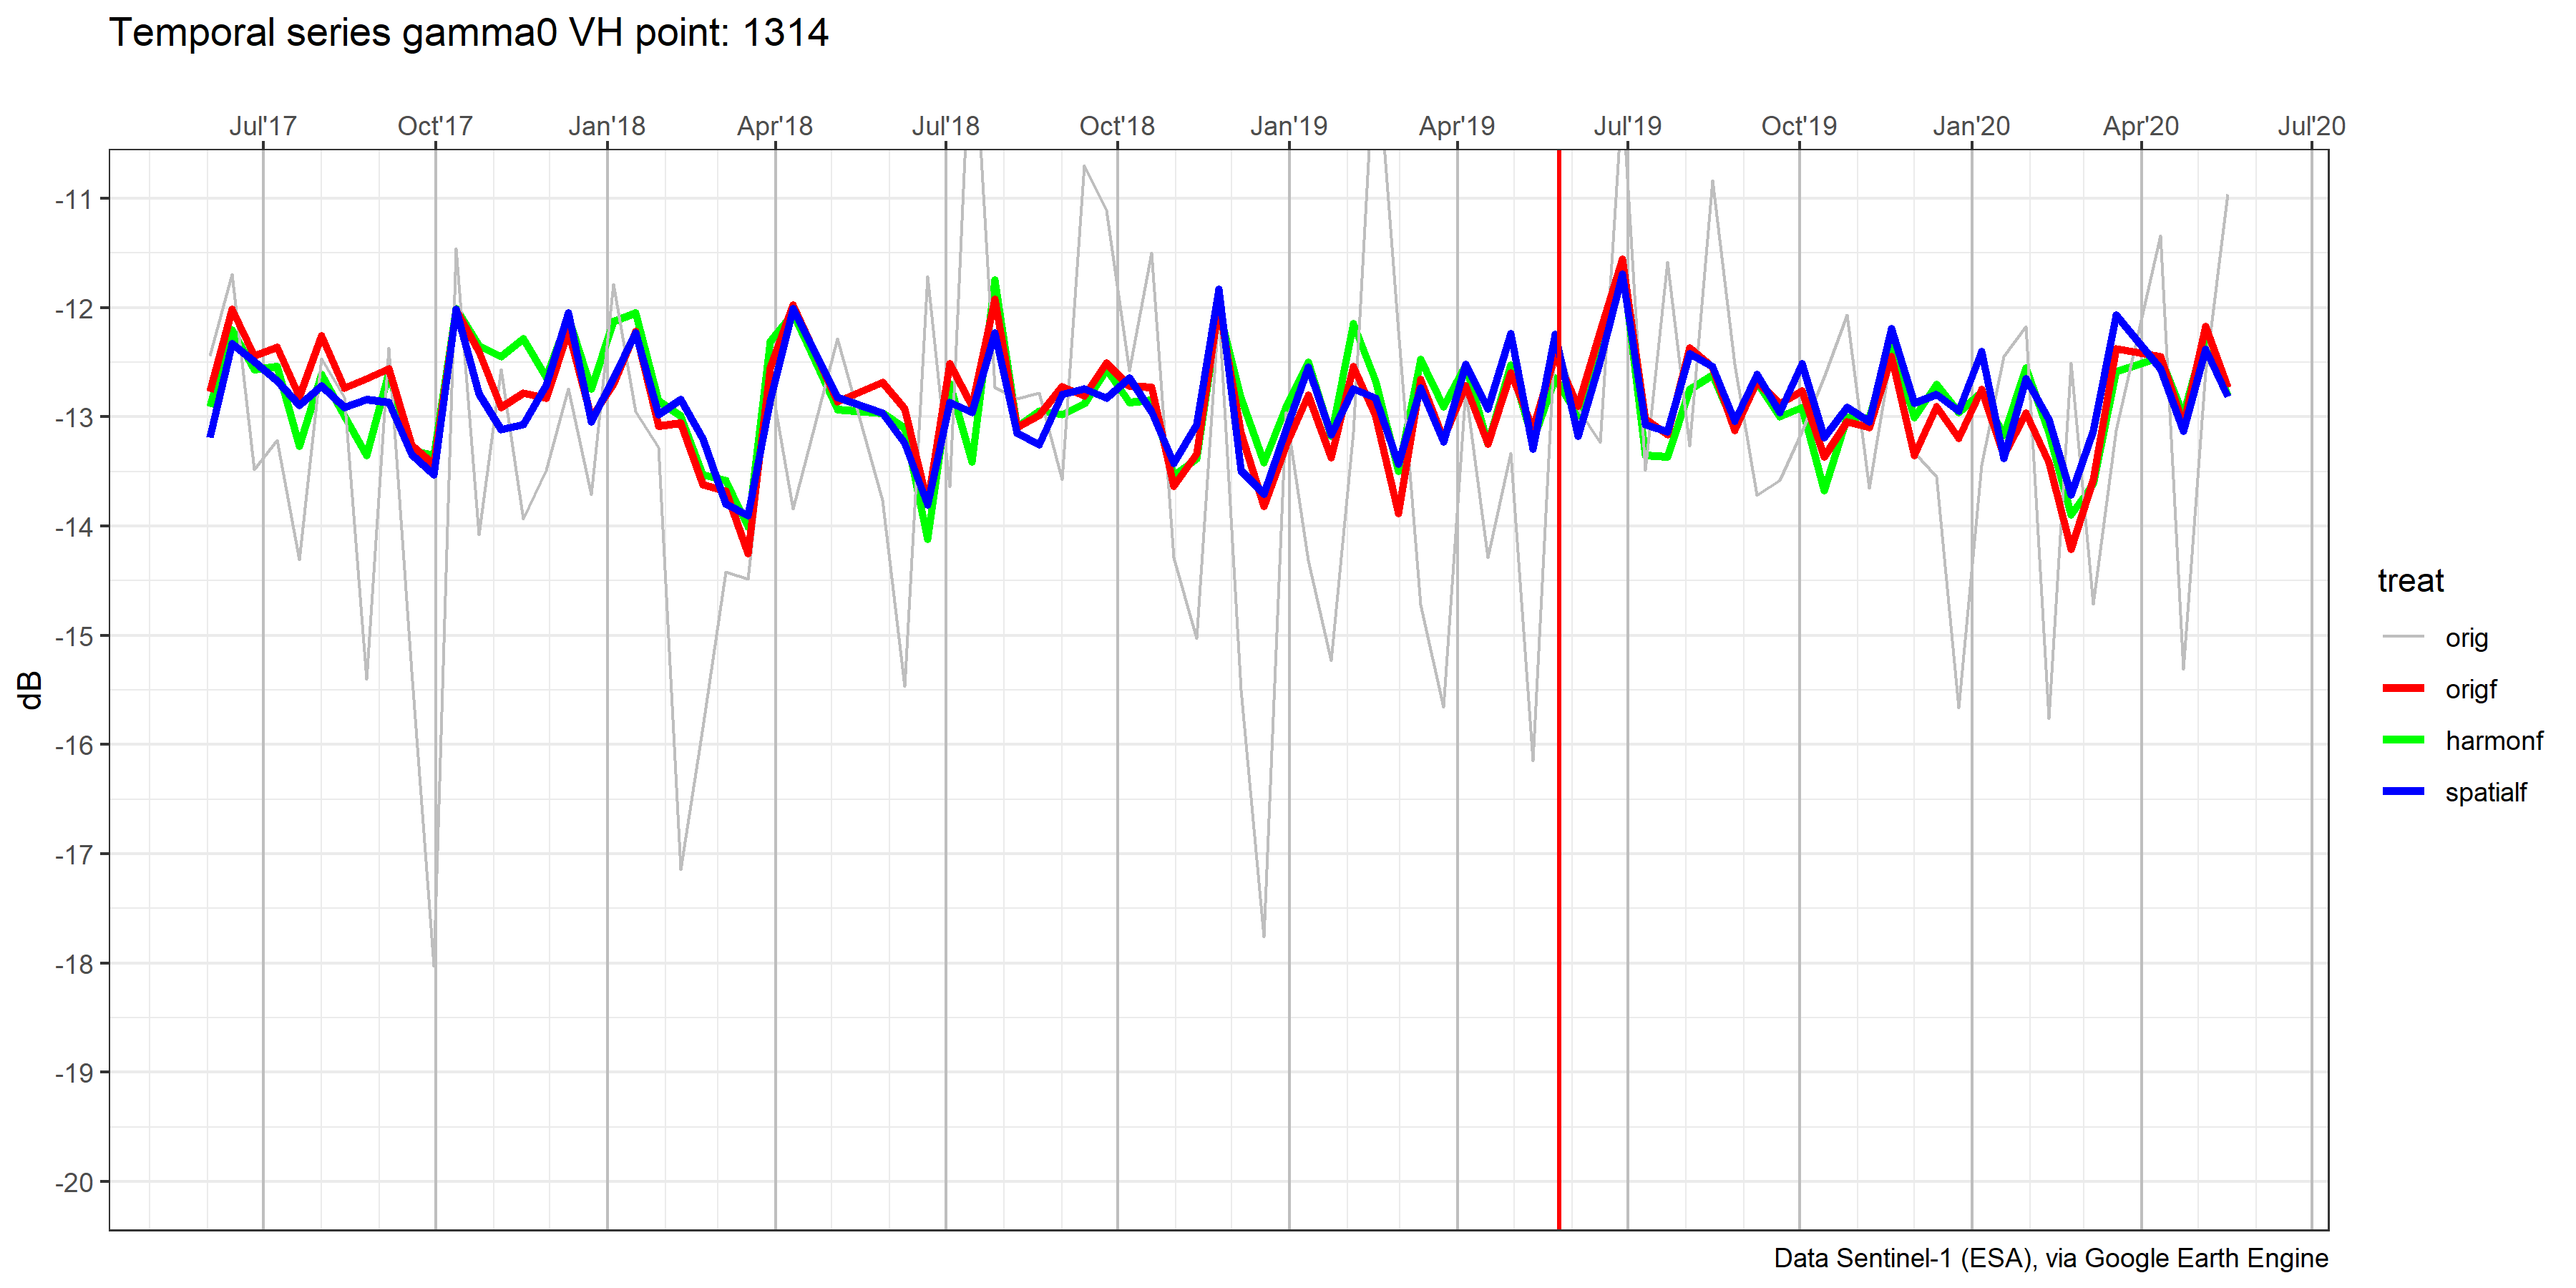 Temporal series gamma0 VH point: 1314
Jul'17 Oct'17 Jan'18 Apr'18 Jul'18 Oct'18 Jan'19 Apr'19 Jul'19 Oct'19 Jan'20 Apr'20 Jul'20
-11
-12
-13
-14
-15
-16
-17
-18
-19
-20
dB
treat
orig
origf
harmonf
spatialf
Data Sentinel-1 (ESA), via Google Earth Engine